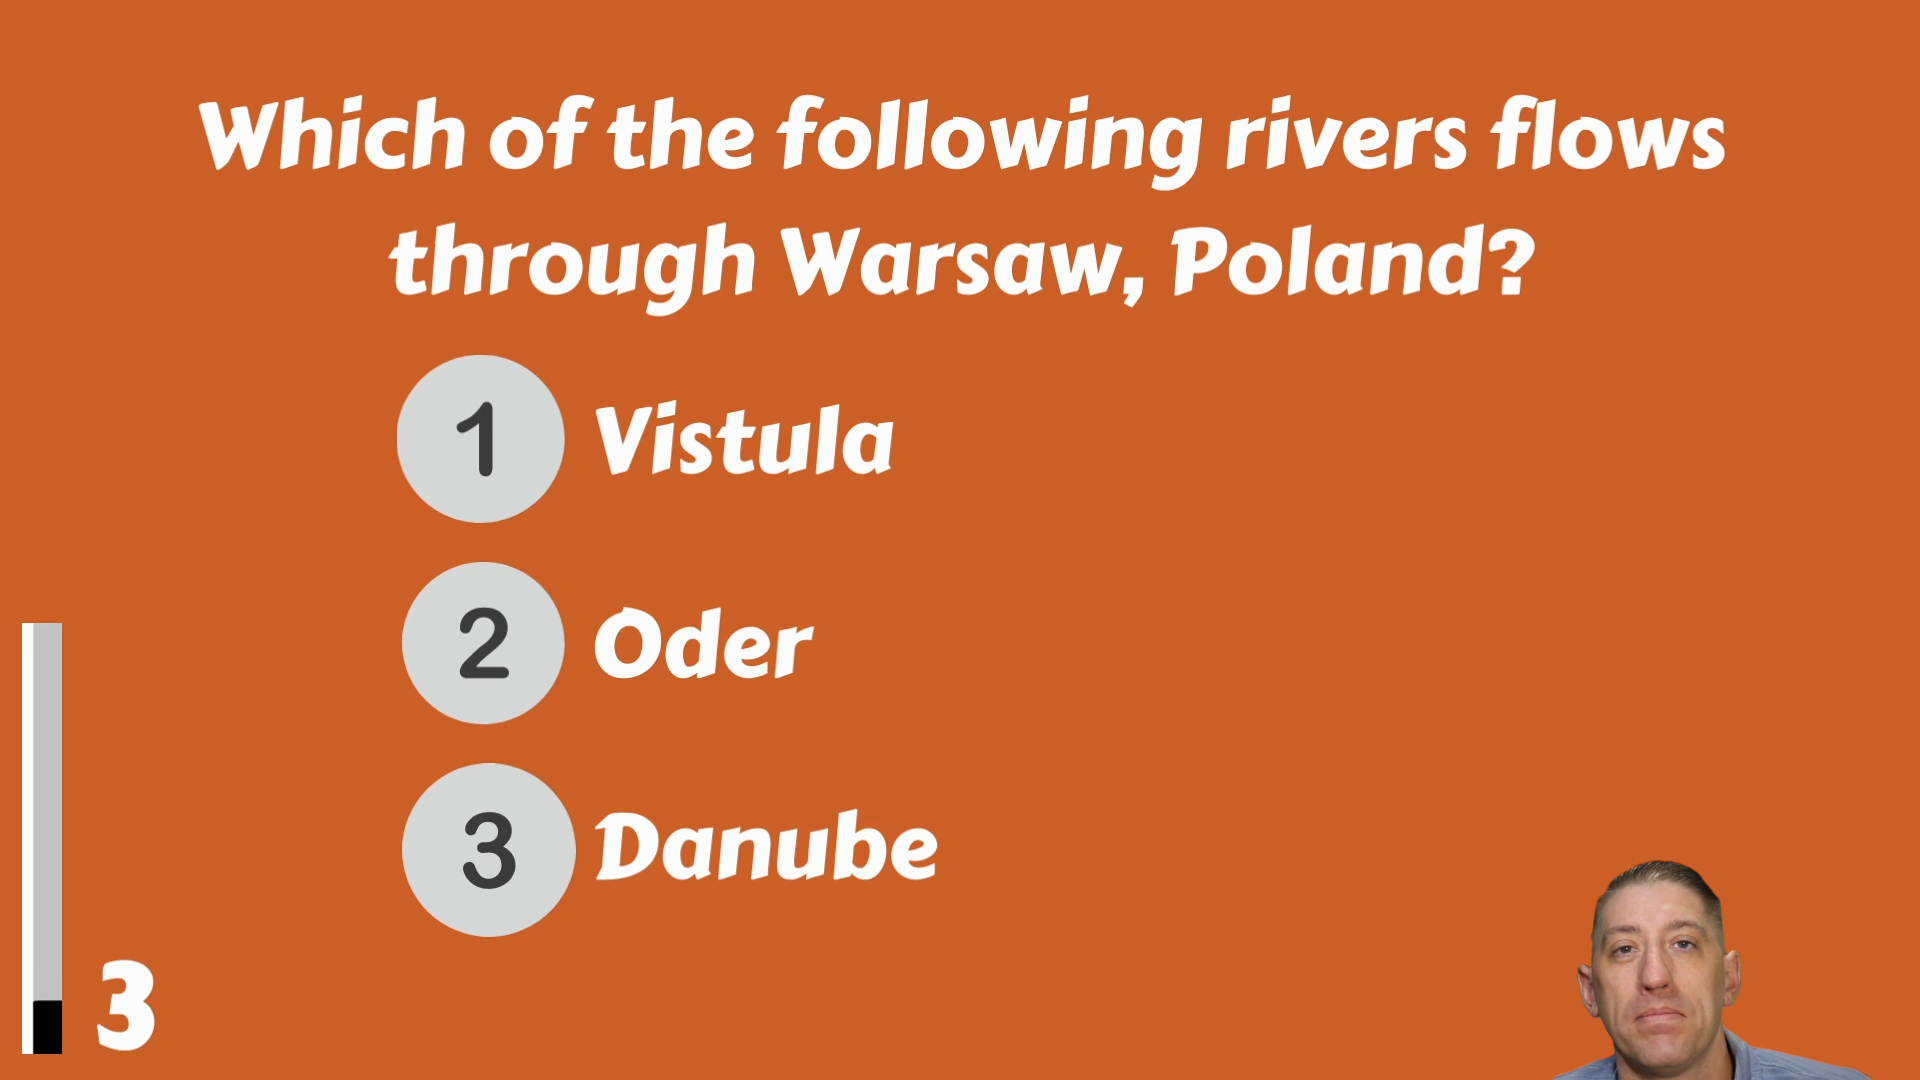 Which of the following rivers flows
through Warsaw, Poland?
1 Vistula
2 Oder
3 Danube
3